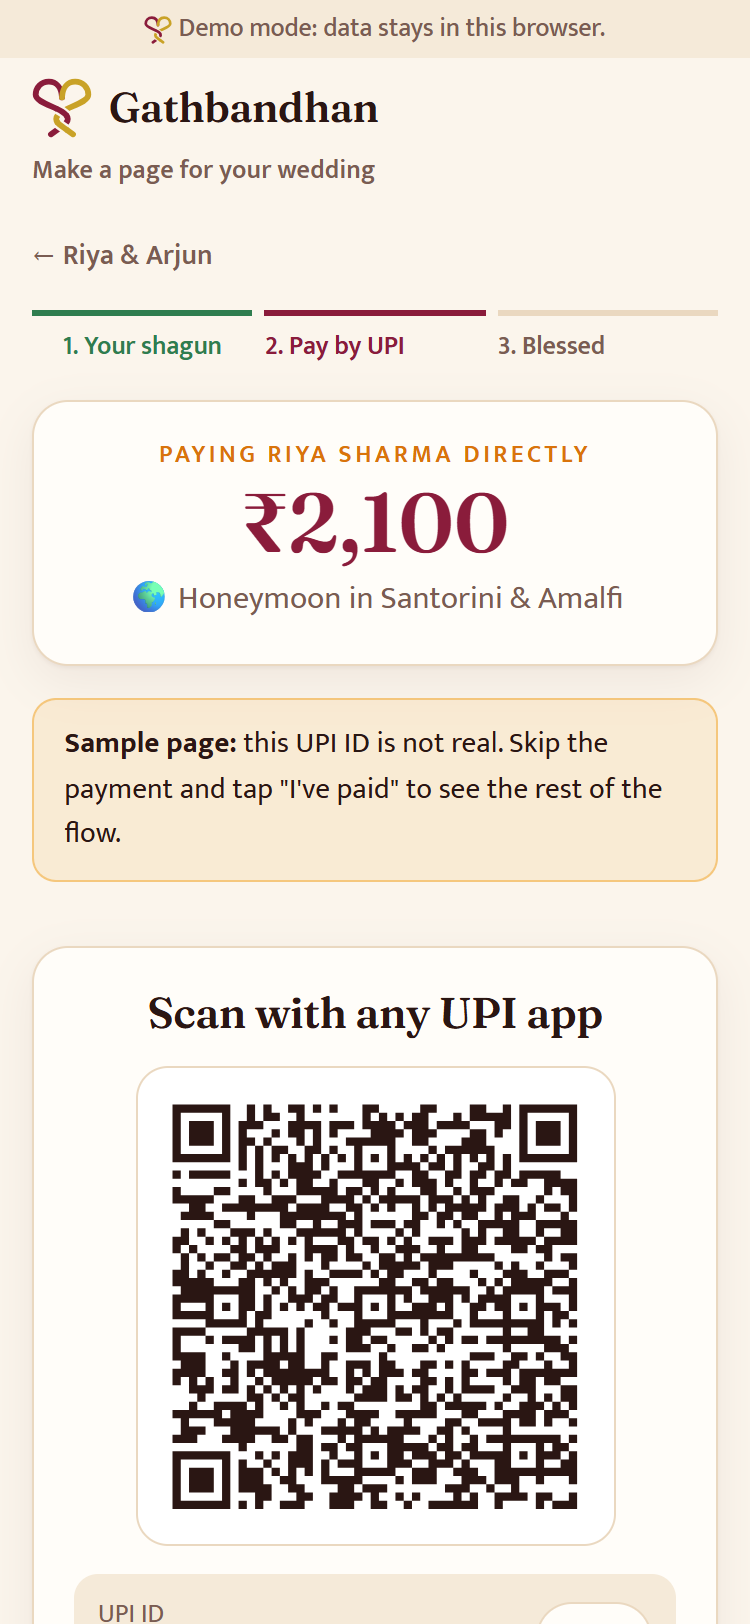 Demo mode: data stays in this browser.
Gathbandhan
Make a page for your wedding
← Riya & Arjun
1. Your shagun
2. Pay by UPI
3. Blessed
PAYING RIYA SHARMA DIRECTLY
₹2,100
Honeymoon in Santorini & Amalfi
Sample page: this UPI ID is not real. Skip the
payment and tap "I've paid" to see the rest of the
flow.
Scan with any UPI app
UPI ID